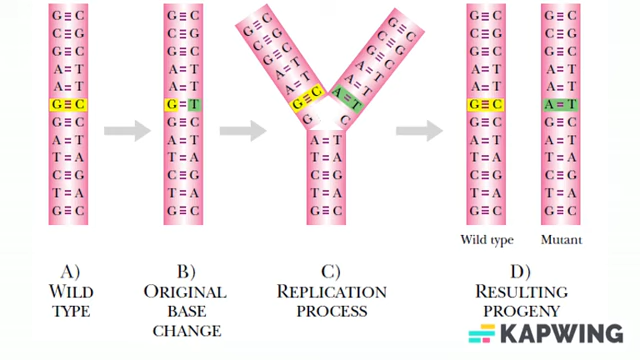 G≡C
C≡G
G≡C
A=T
A=T
G≡C
G≡C
A=T
T=A
C≡G
T=A
G≡C
A)
WILD
TYPE
G≡C
C≡G
G≡C
A=T
A=T
G T
G≡C
A=T
T=A
C≡G
T=A
G≡C
B)
ORIGINAL
BASE
CHANGE
G≡C
C≡G
G≡C
A=T
A=T
G≡C
G
G≡C
C≡G
G≡C
A=T
A=T
A=T
C
A=T
T=A
C≡G
T=A
G≡C
C)
REPLICATION
PROCESS
G≡C
C≡G
G≡C
A=T
A=T
G≡C
G≡C
A=T
T=A
C≡G
T=A
G≡C
Wild type
G≡C
C≡G
G≡C
A=T
A=T
A=T
G≡C
A=T
T=A
C≡G
T=A
G≡C
Mutant
D)
RESULTING
PROGENY
KAPWING